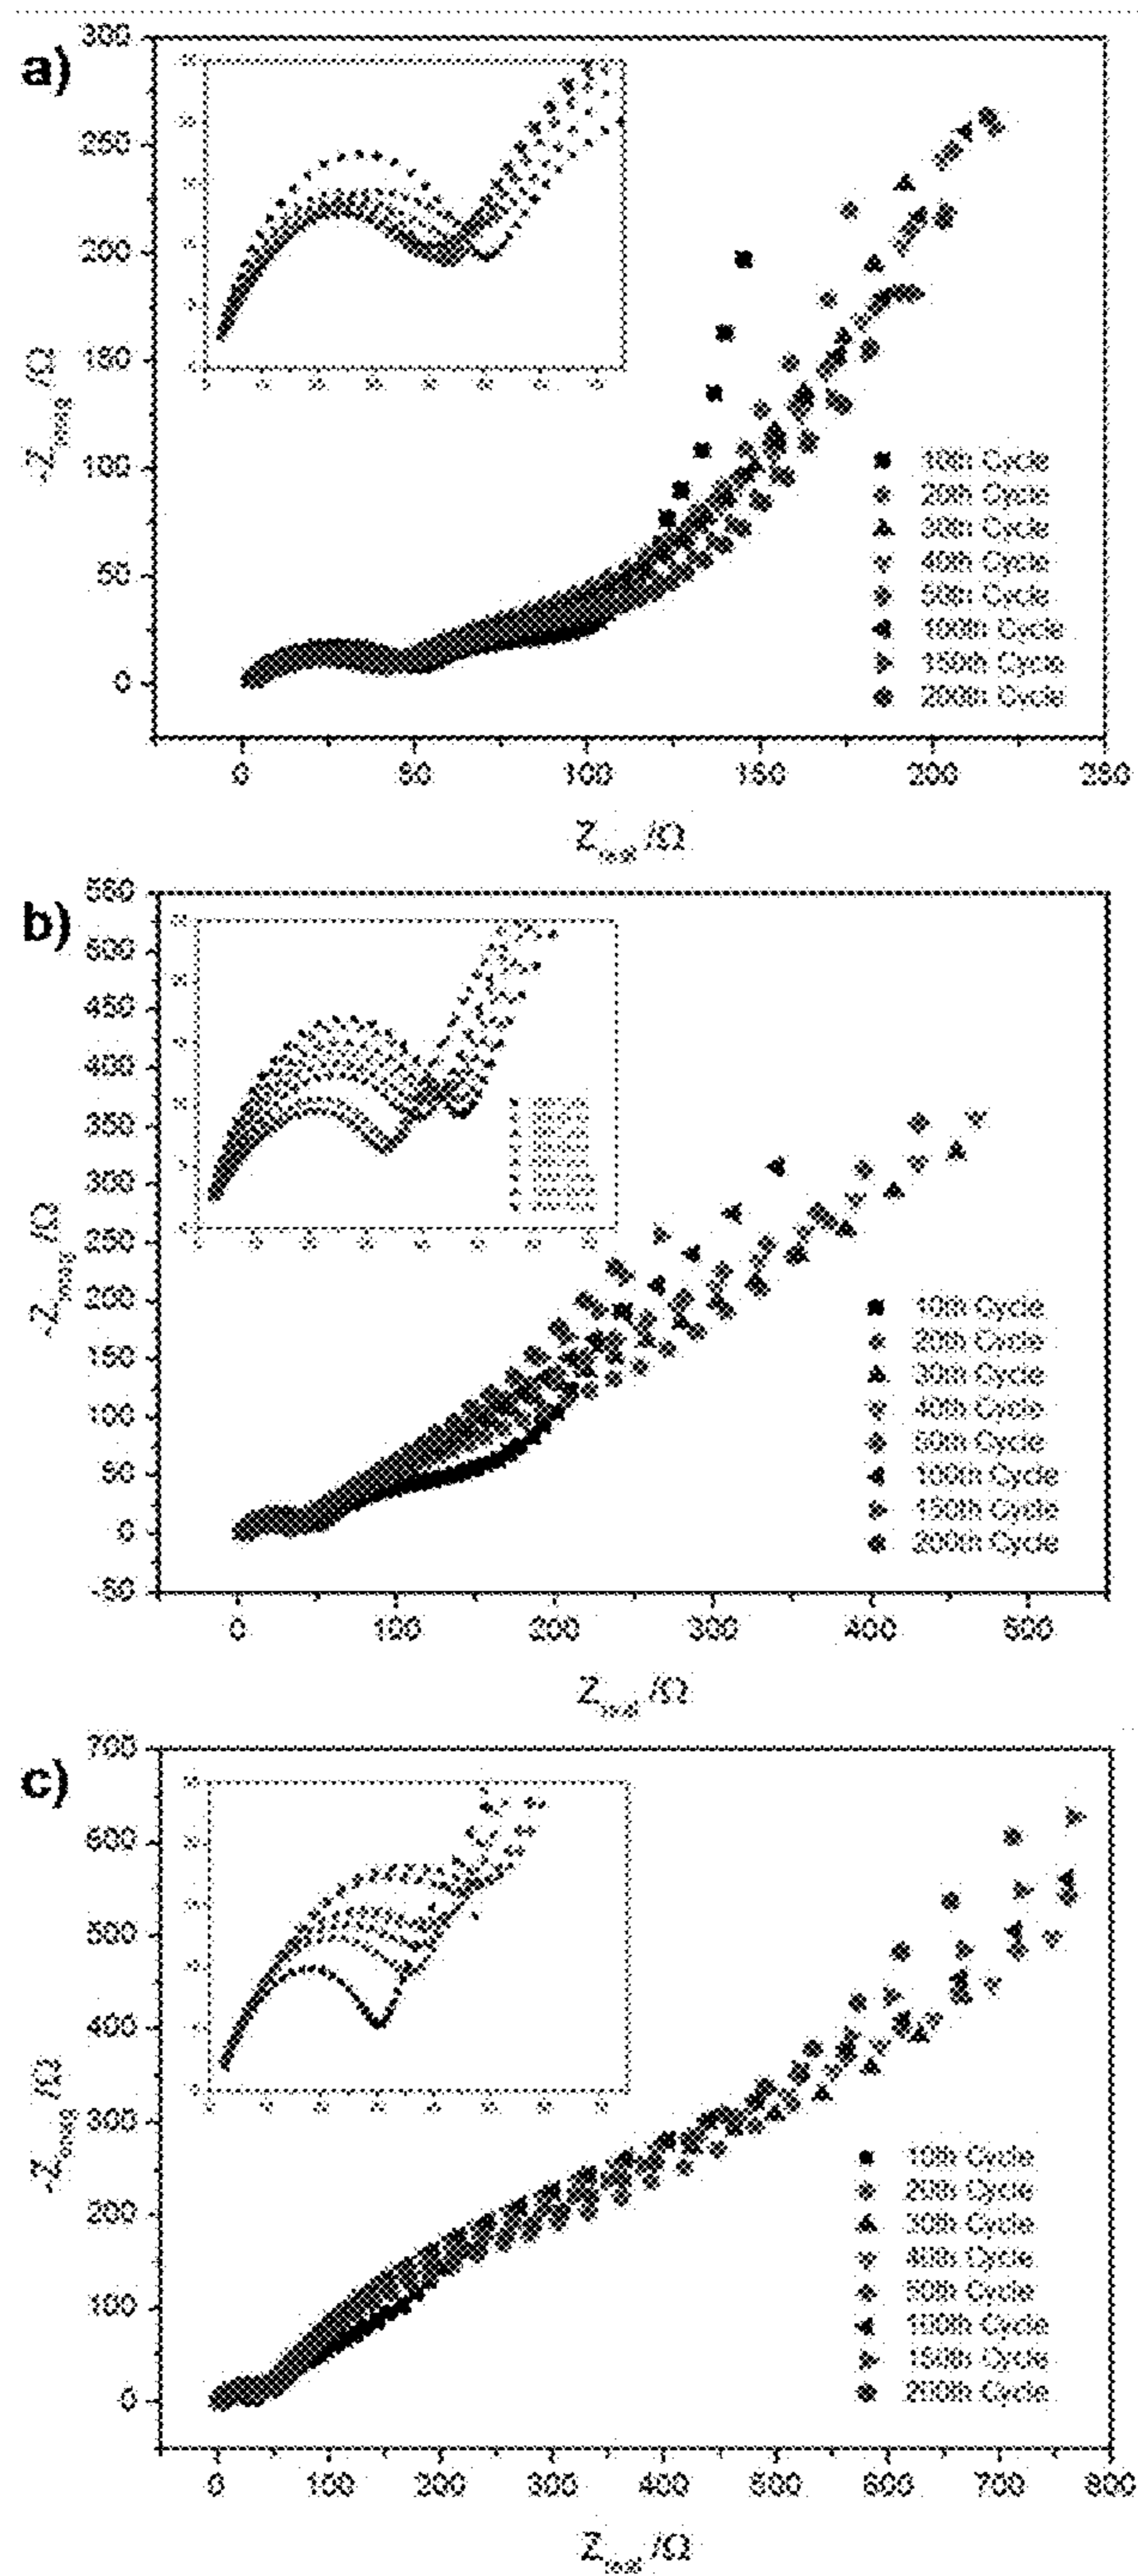 a)
300
250
200
150
100
50
0
-Z_imag /Ω
0 50 100 150 200 250
Z_real /Ω
10th Cycle
20th Cycle
30th Cycle
40th Cycle
50th Cycle
100th Cycle
150th Cycle
200th Cycle
b)
550
500
450
400
350
300
250
200
150
100
50
0
-50
-Z_imag /Ω
0 100 200 300 400 500
Z_real /Ω
10th Cycle
20th Cycle
30th Cycle
40th Cycle
50th Cycle
100th Cycle
150th Cycle
200th Cycle
c)
700
600
500
400
300
200
100
0
-Z_imag /Ω
0 100 200 300 400 500 600 700 800
Z_real /Ω
10th Cycle
20th Cycle
30th Cycle
40th Cycle
50th Cycle
100th Cycle
150th Cycle
200th Cycle